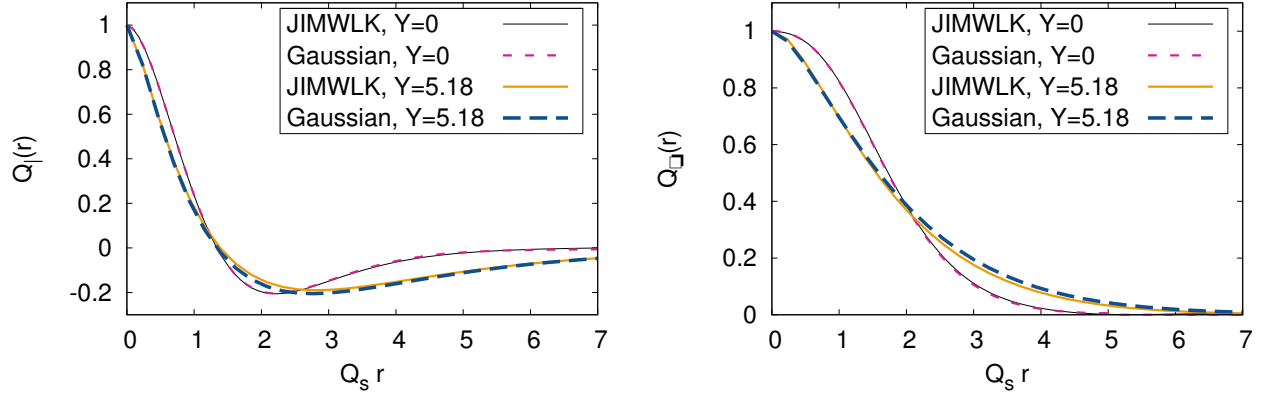 JIMWLK, Y=0
Gaussian, Y=0
JIMWLK, Y=5.18
Gaussian, Y=5.18
1
0.8
0.6
0.4
0.2
0
-0.2
Q|(r)
0 1 2 3 4 5 6 7
Q_s r
JIMWLK, Y=0
Gaussian, Y=0
JIMWLK, Y=5.18
Gaussian, Y=5.18
1
0.8
0.6
0.4
0.2
0
Q❏(r)
0 1 2 3 4 5 6 7
Q_s r